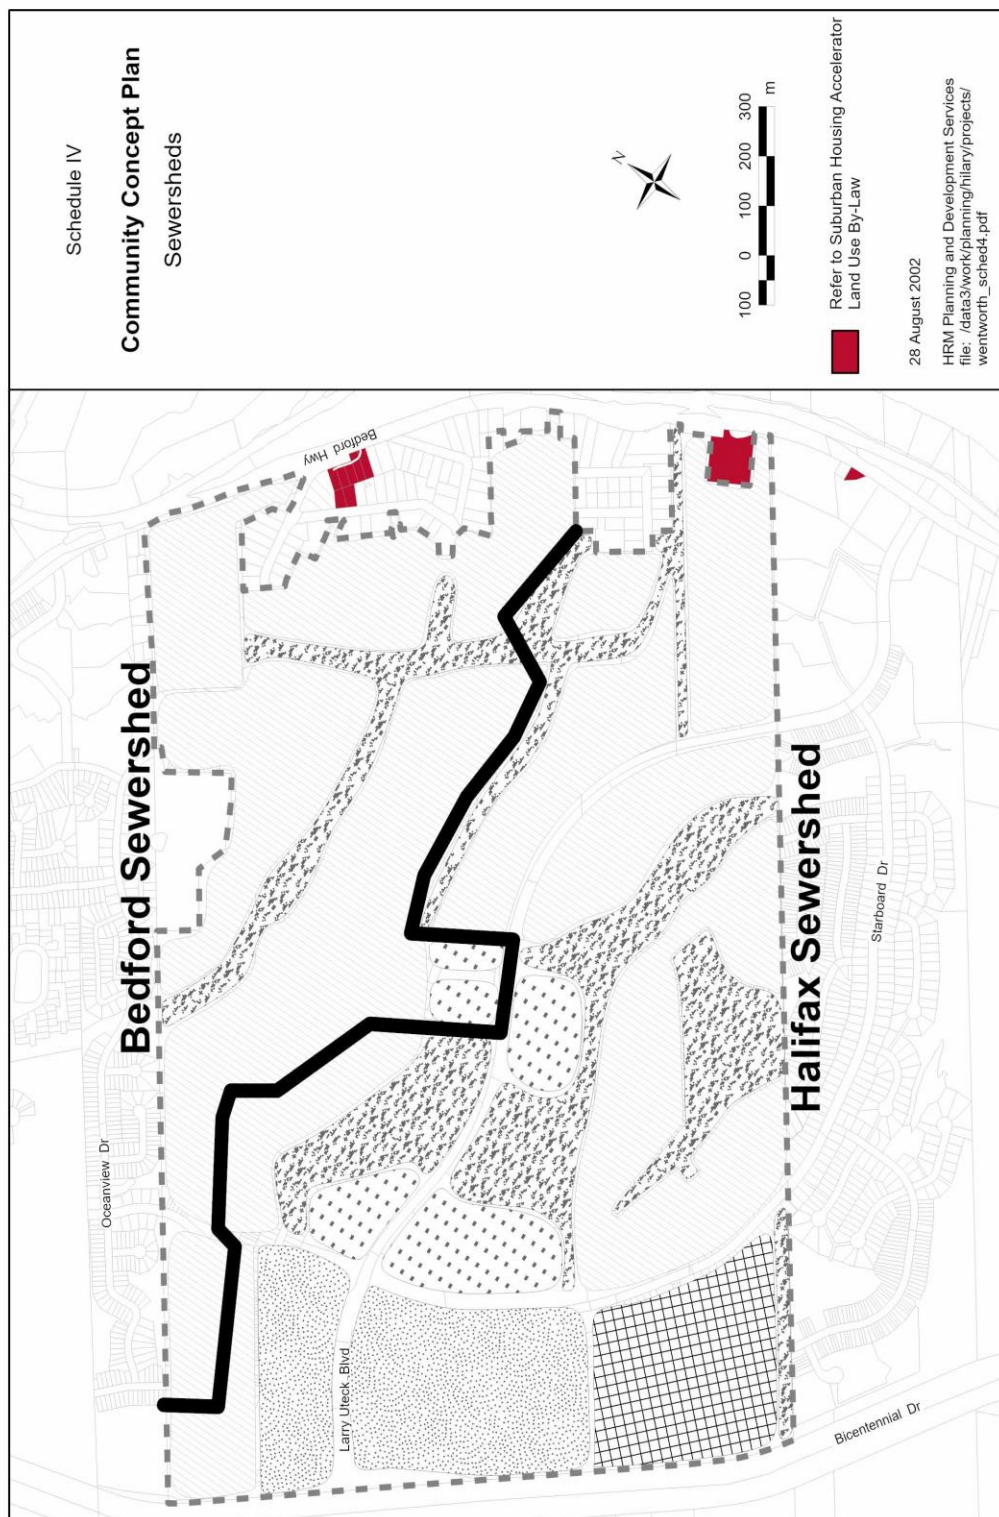 Schedule IV
Community Concept Plan
Sewersheds
N
100 0 100 200 300
m
Refer to Suburban Housing Accelerator
Land Use By-Law
28 August 2002
HRM Planning and Development Services
file: /data3/work/planning/hilary/projects/
wentworth_sched4.pdf
Bedford Hwy
Bedford Sewershed
Halifax Sewershed
Starboard Dr
Oceanview Dr
Larry Uteck Blvd
Bicentennial Dr